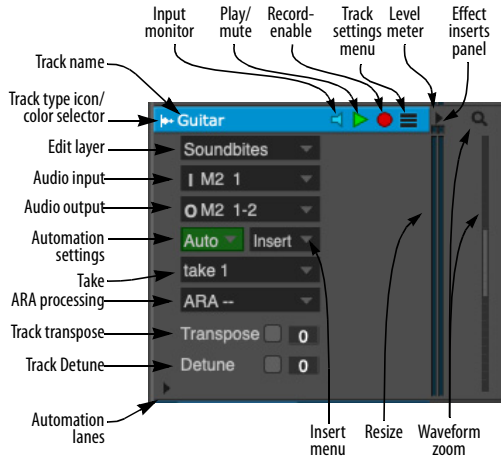 Input
monitor
Play/
mute
Record-
enable
Track
settings
menu
Level
meter
Effect
inserts
panel
Track name
Track type icon/
color selector
Guitar
Edit layer
Soundbites
Audio input
I M2 1
Audio output
O M2 1-2
Automation
settings
Auto
Insert
Take
take 1
ARA processing
ARA --
Track transpose
Transpose
0
Track Detune
Detune
0
Automation
lanes
Insert
menu
Resize
Waveform
zoom